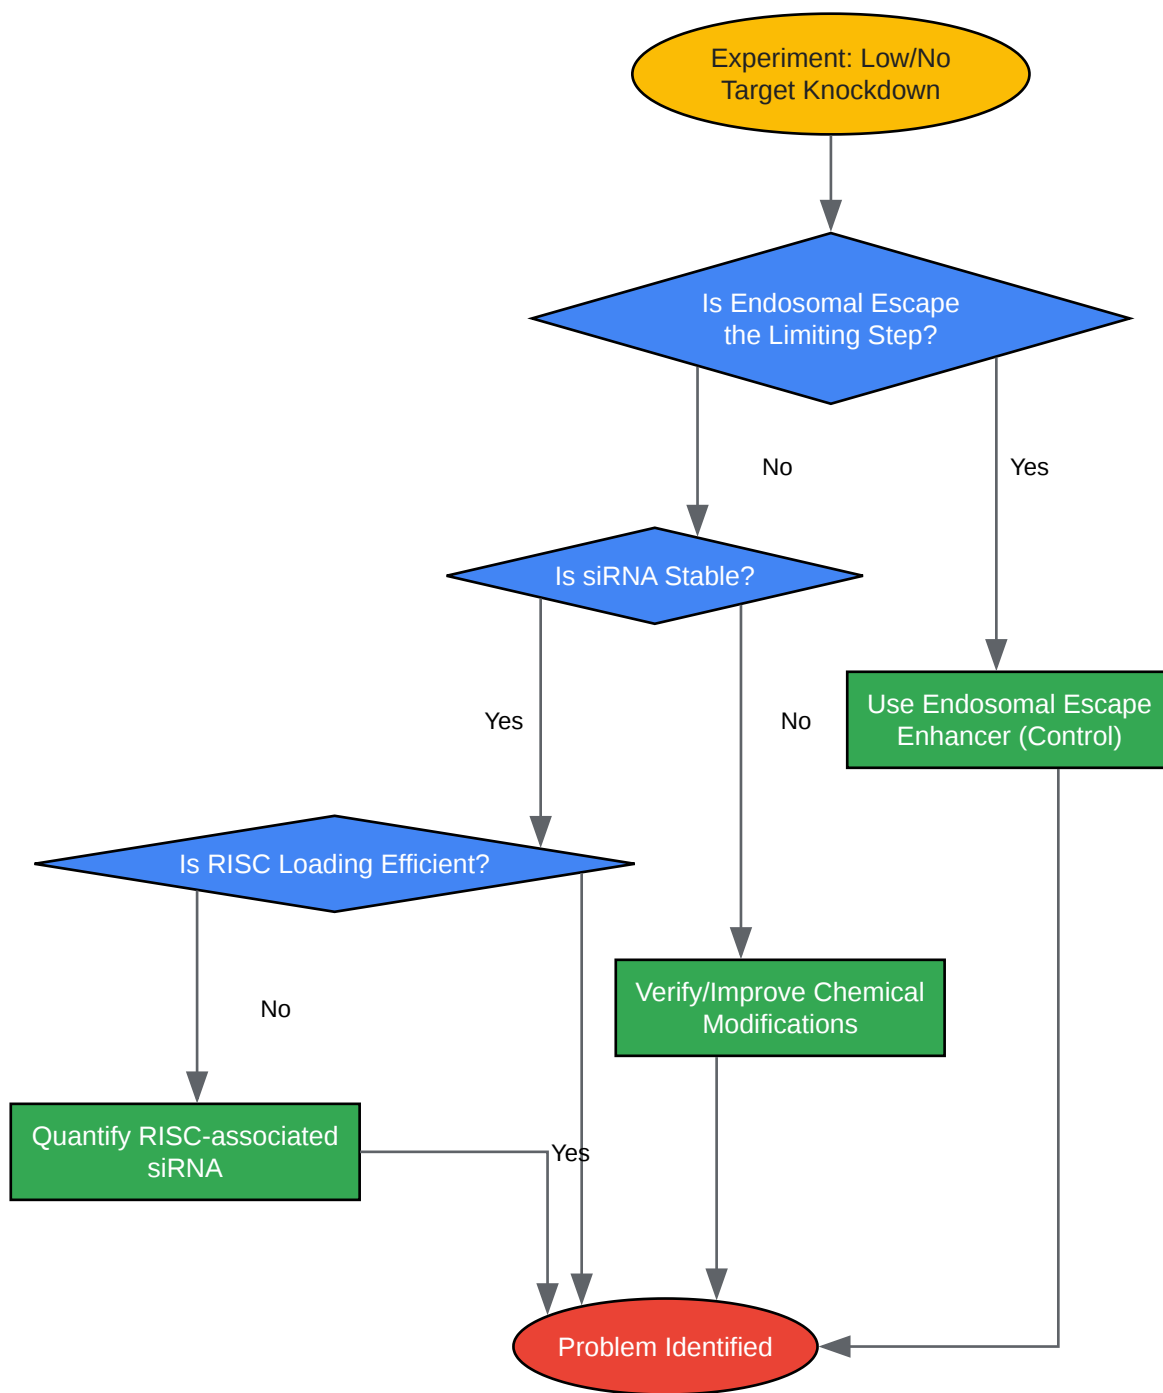 Experiment: Low/No
Target Knockdown
Is Endosomal Escape
the Limiting Step?
No
Yes
Is siRNA Stable?
Yes
No
Use Endosomal Escape
Enhancer (Control)
Is RISC Loading Efficient?
No
Verify/Improve Chemical
Modifications
Quantify RISC-associated
siRNA
Yes
Problem Identified